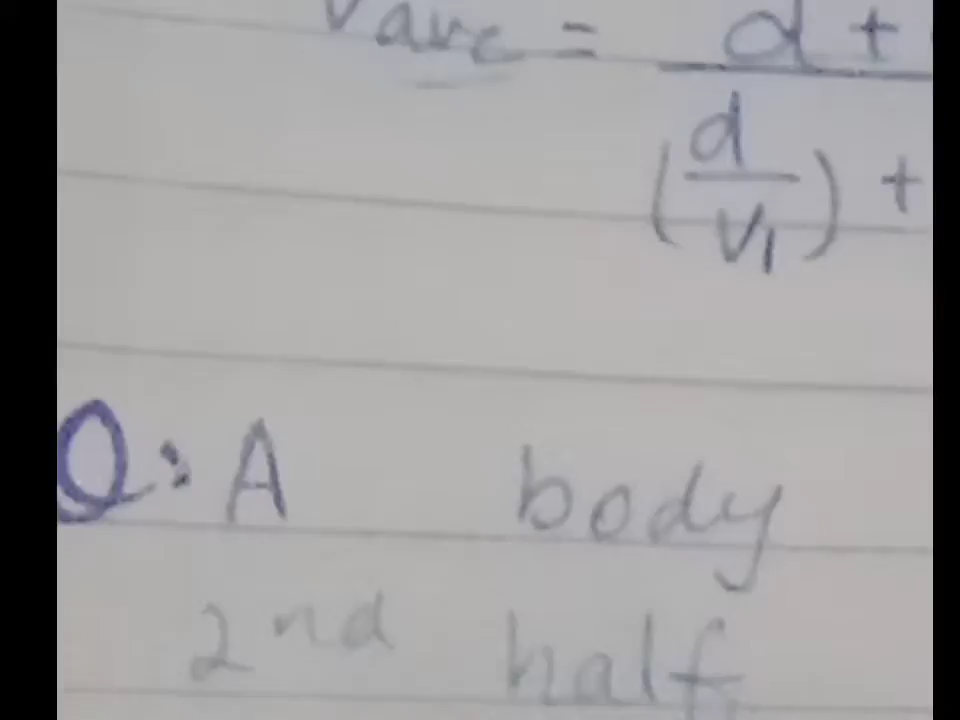 Vave = d +
(d/V₁) +
Q: A body
2nd half